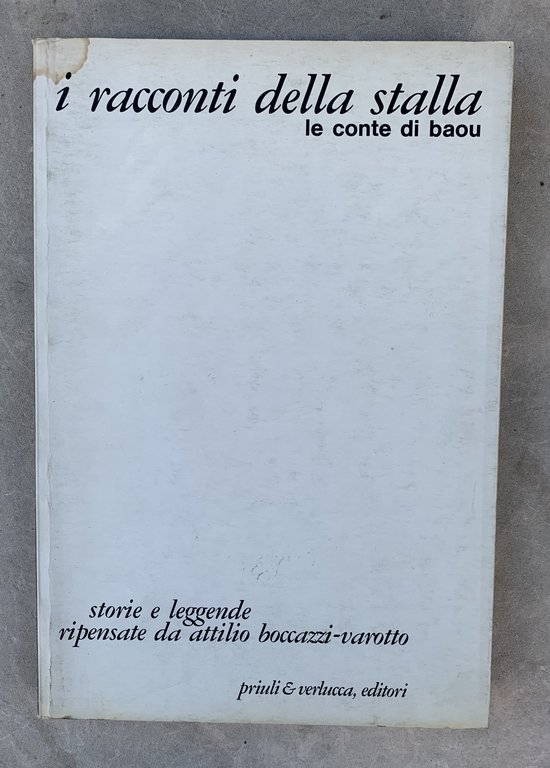 i racconti della stalla
le conte di baou
storie e leggende
ripensate da attilio boccazzi-varotto
priuli & verlucca, editori